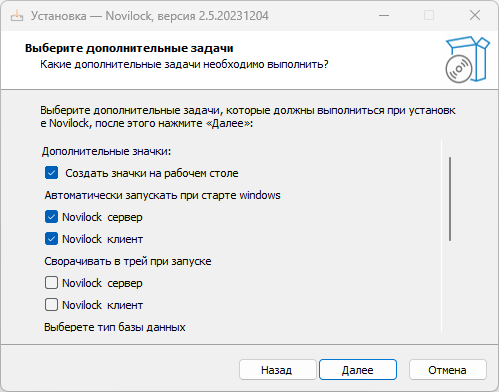 Установка — Novilock, версия 2.5.20231204
Выберите дополнительные задачи
Какие дополнительные задачи необходимо выполнить?
Выберите дополнительные задачи, которые должны выполниться при установк
е Novilock, после этого нажмите «Далее»:
Дополнительные значки:
Создать значки на рабочем столе
Автоматически запускать при старте windows
Novilock сервер
Novilock клиент
Сворачивать в трей при запуске
Novilock сервер
Novilock клиент
Выберете тип базы данных
Назад
Далее
Отмена